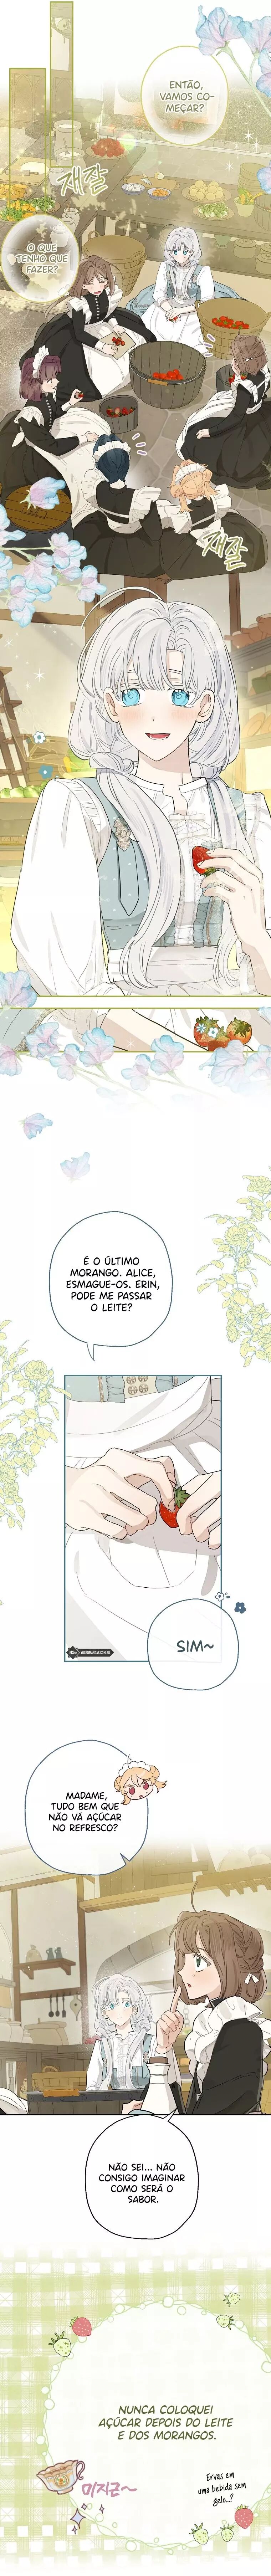 ENTÃO,
VAMOS CO-
MEÇAR?
재잘
O QUE
TENHO QUE
FAZER?
재잘
É O ÚLTIMO
MORANGO. ALICE,
ESMAGUE-OS. ERIN,
PODE ME PASSAR
O LEITE?
SIM~
MADAME,
TUDO BEM QUE
NÃO VÁ AÇÚCAR
NO REFRESCO?
NÃO SEI... NÃO
CONSIGO IMAGINAR
COMO SERÁ O
SABOR.
NUNCA COLOQUEI
AÇÚCAR DEPOIS DO LEITE
E DOS MORANGOS.
Ervas em
uma bebida sem
gelo..?
미지근~